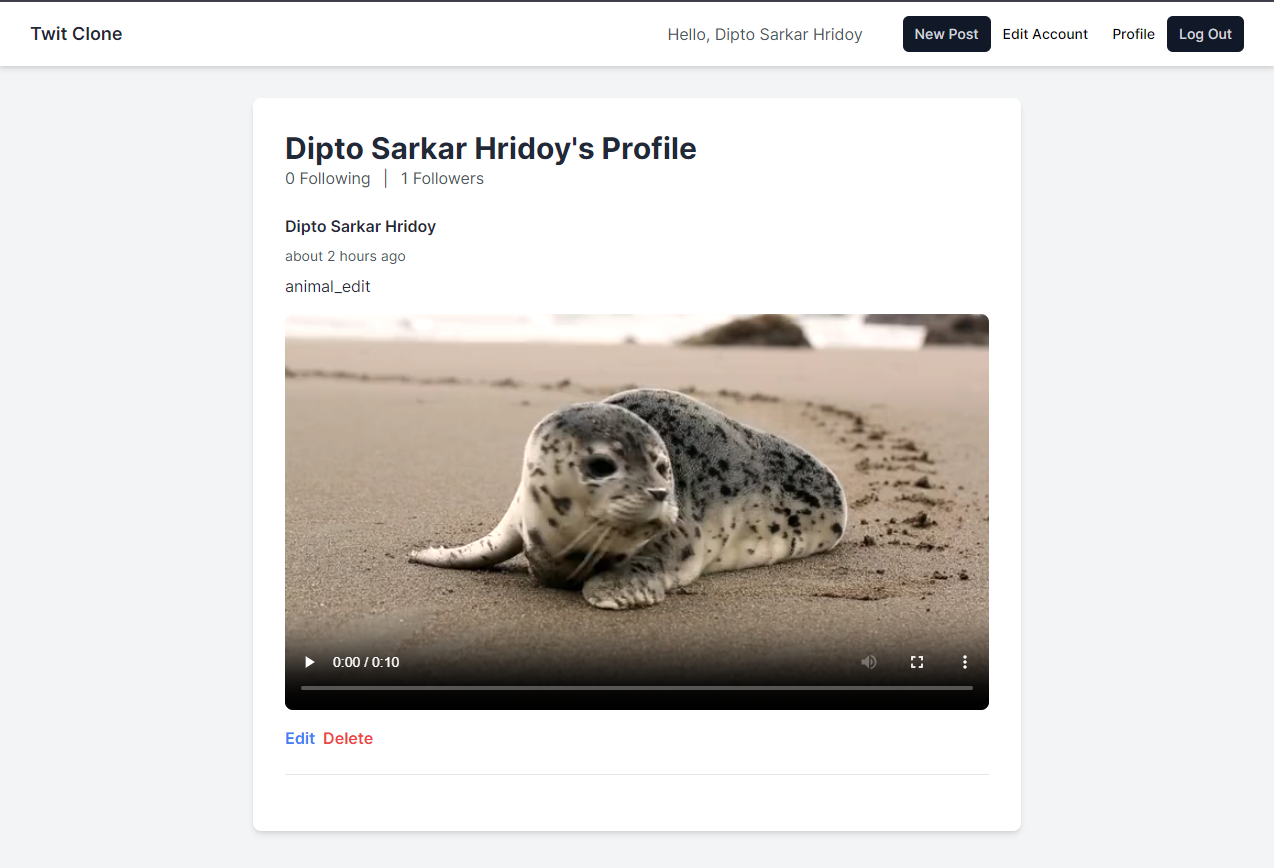 Twit Clone
Hello, Dipto Sarkar Hridoy
New Post
Edit Account
Profile
Log Out
Dipto Sarkar Hridoy's Profile
0 Following | 1 Followers
Dipto Sarkar Hridoy
about 2 hours ago
animal_edit
0:00 / 0:10
Edit Delete